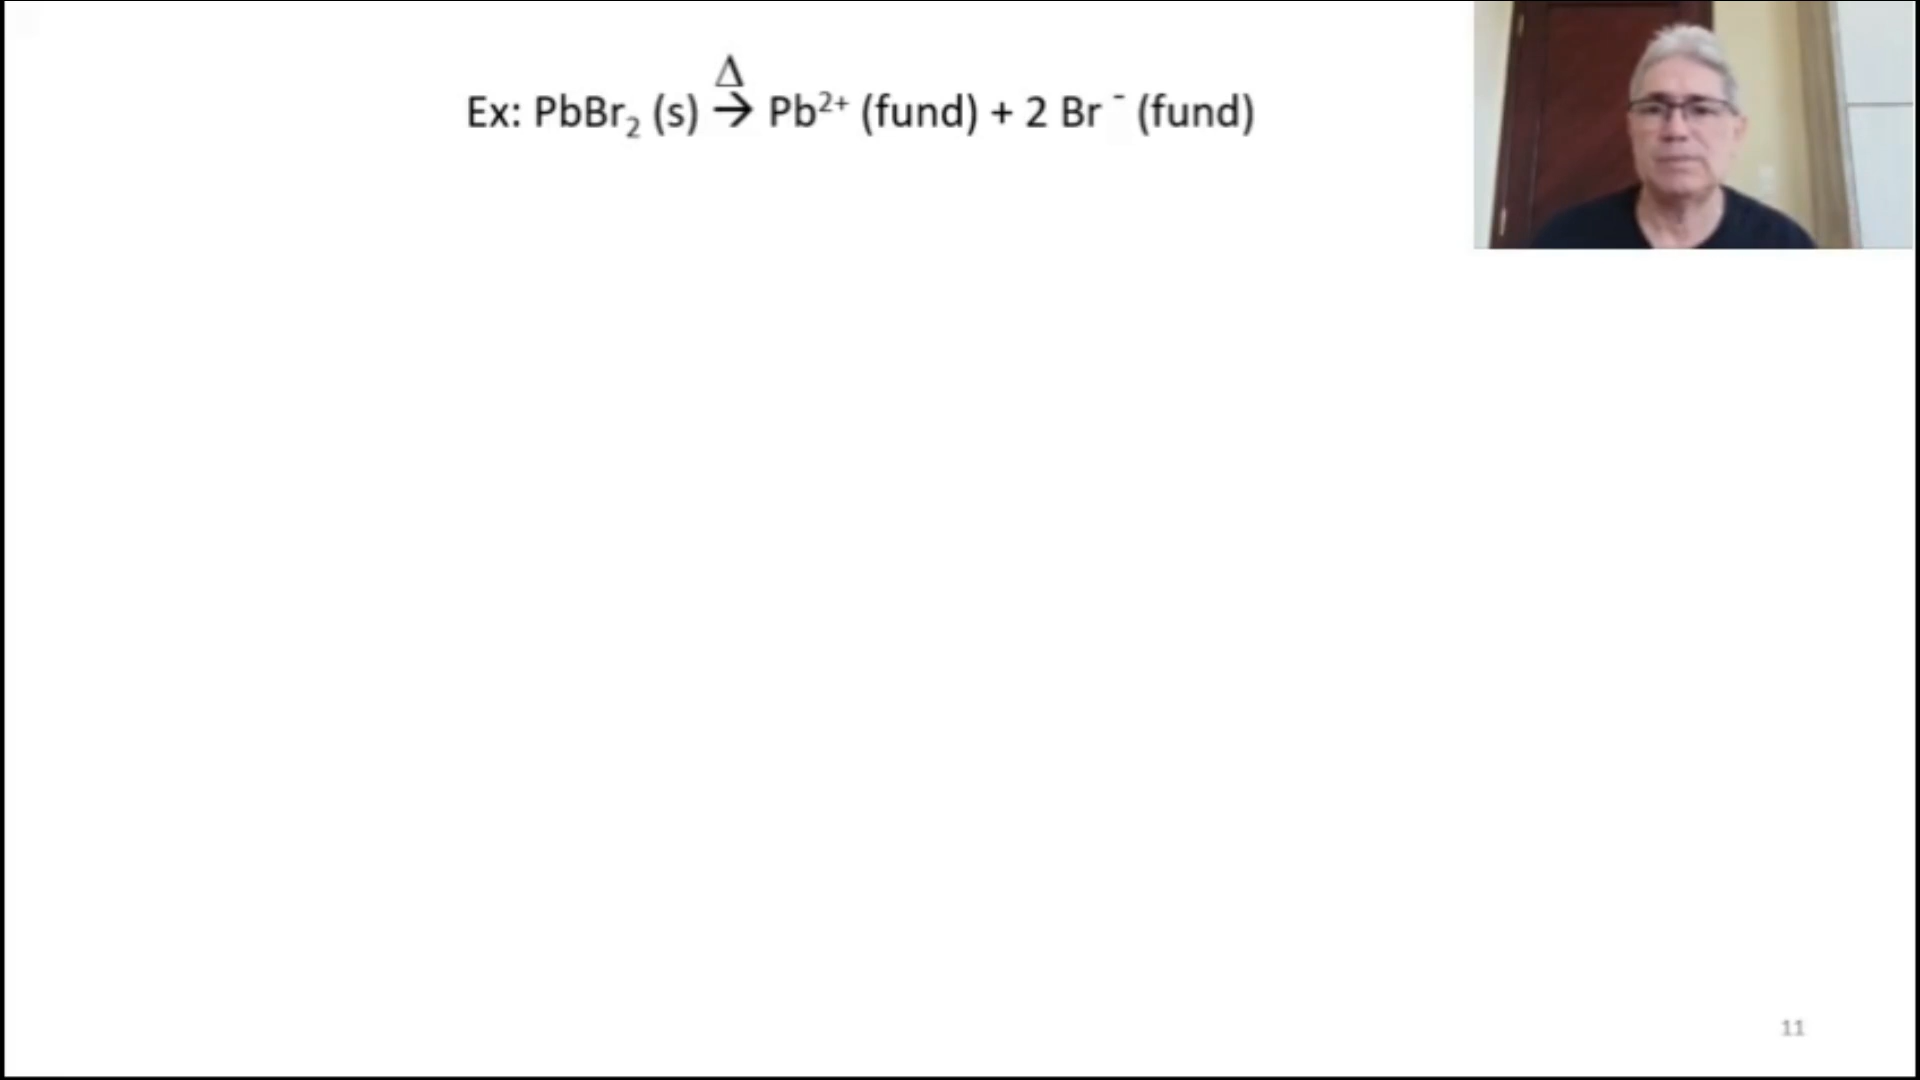 Δ
Ex: PbBr₂ (s) → Pb²⁺ (fund) + 2 Br ⁻ (fund)
11